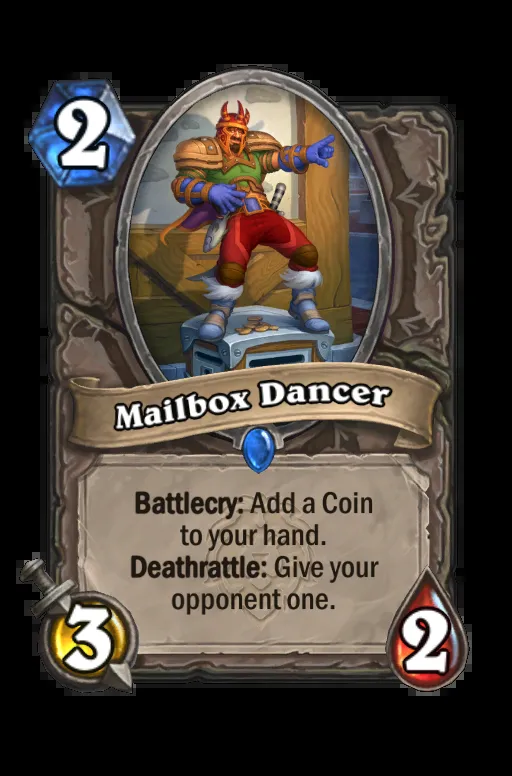 2
Mailbox Dancer
Battlecry: Add a Coin
to your hand.
Deathrattle: Give your
opponent one.
3
2